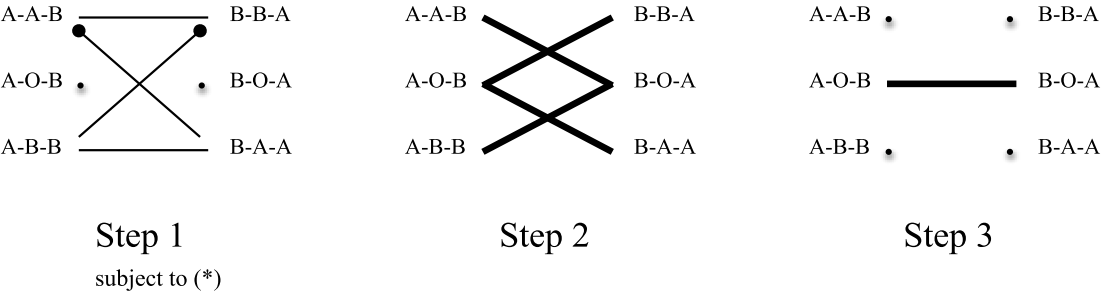 A-A-B B-B-A A-A-B B-B-A A-A-B B-B-A
A-O-B B-O-A A-O-B B-O-A A-O-B B-O-A
A-B-B B-A-A A-B-B B-A-A A-B-B B-A-A
Step 1 Step 2 Step 3
subject to (*)